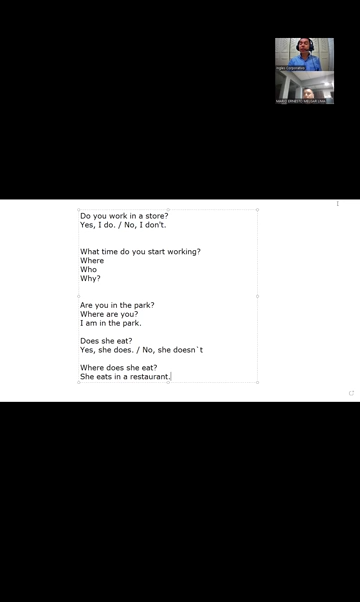 Ingles Corporativo
Do you work in a store?
Yes, I do. / No, I don't.
What time do you start working?
Where
Who
Why?
Are you in the park?
Where are you?
I am in the park.
Does she eat?
Yes, she does. / No, she doesn`t
Where does she eat?
She eats in a restaurant.